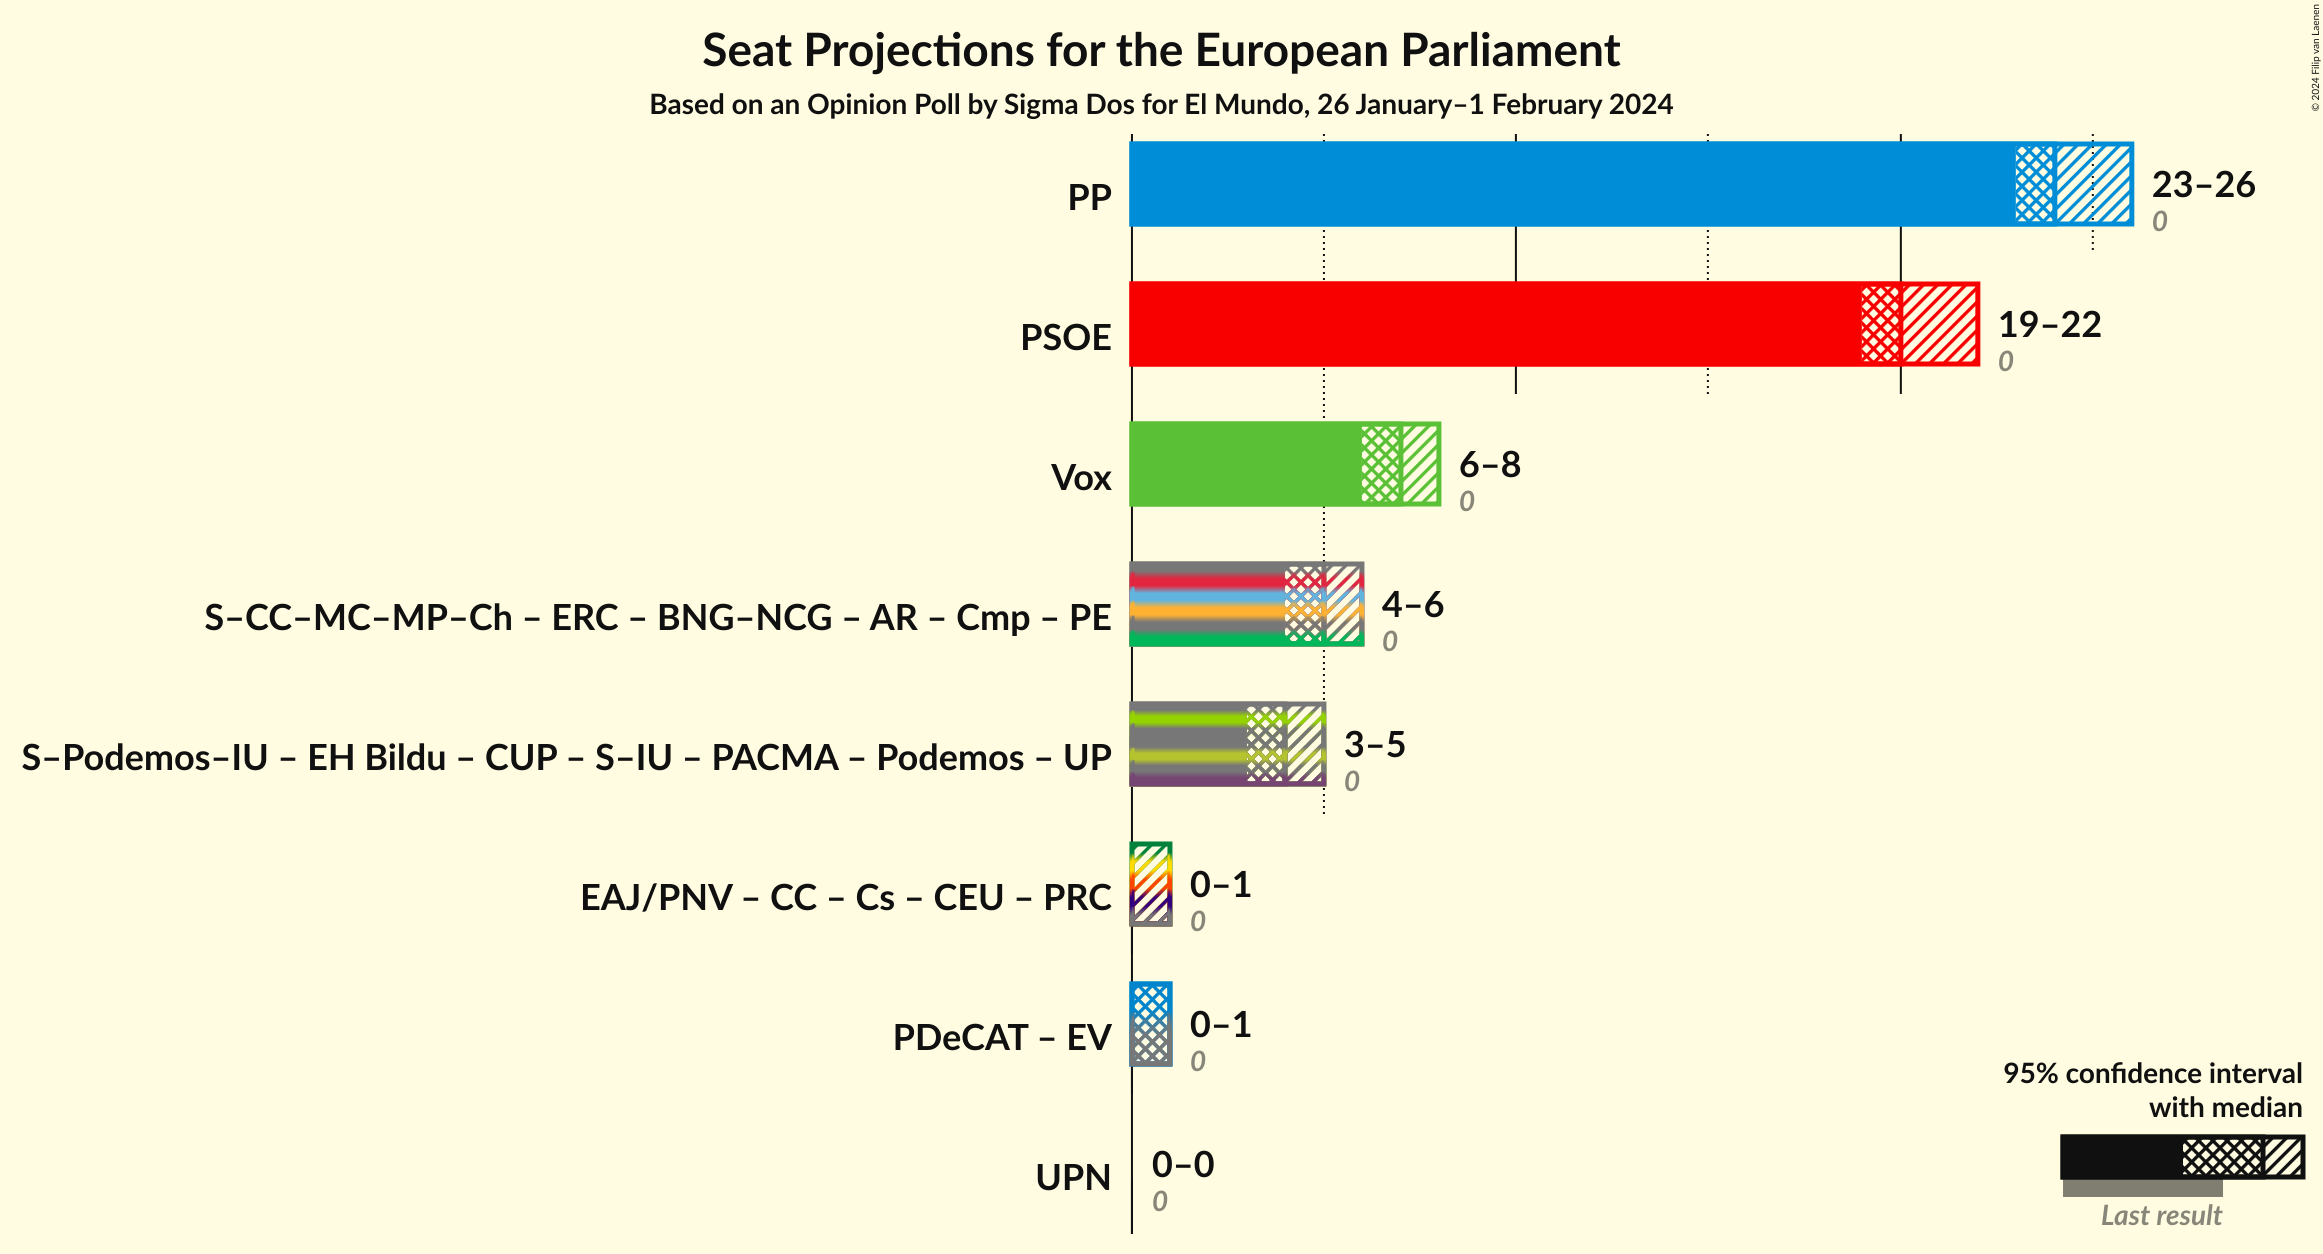 Seat Projections for the European Parliament
Based on an Opinion Poll by Sigma Dos for El Mundo, 26 January–1 February 2024
© 2024 Filip van Laenen
PP
23–26
0
PSOE
19–22
0
Vox
6–8
0
S–CC–MC–MP–Ch – ERC – BNG–NCG – AR – Cmp – PE
4–6
0
S–Podemos–IU – EH Bildu – CUP – S–IU – PACMA – Podemos – UP
3–5
0
EAJ/PNV – CC – Cs – CEU – PRC
0–1
0
PDeCAT – EV
0–1
0
UPN
0–0
0
95% confidence interval
with median
Last result